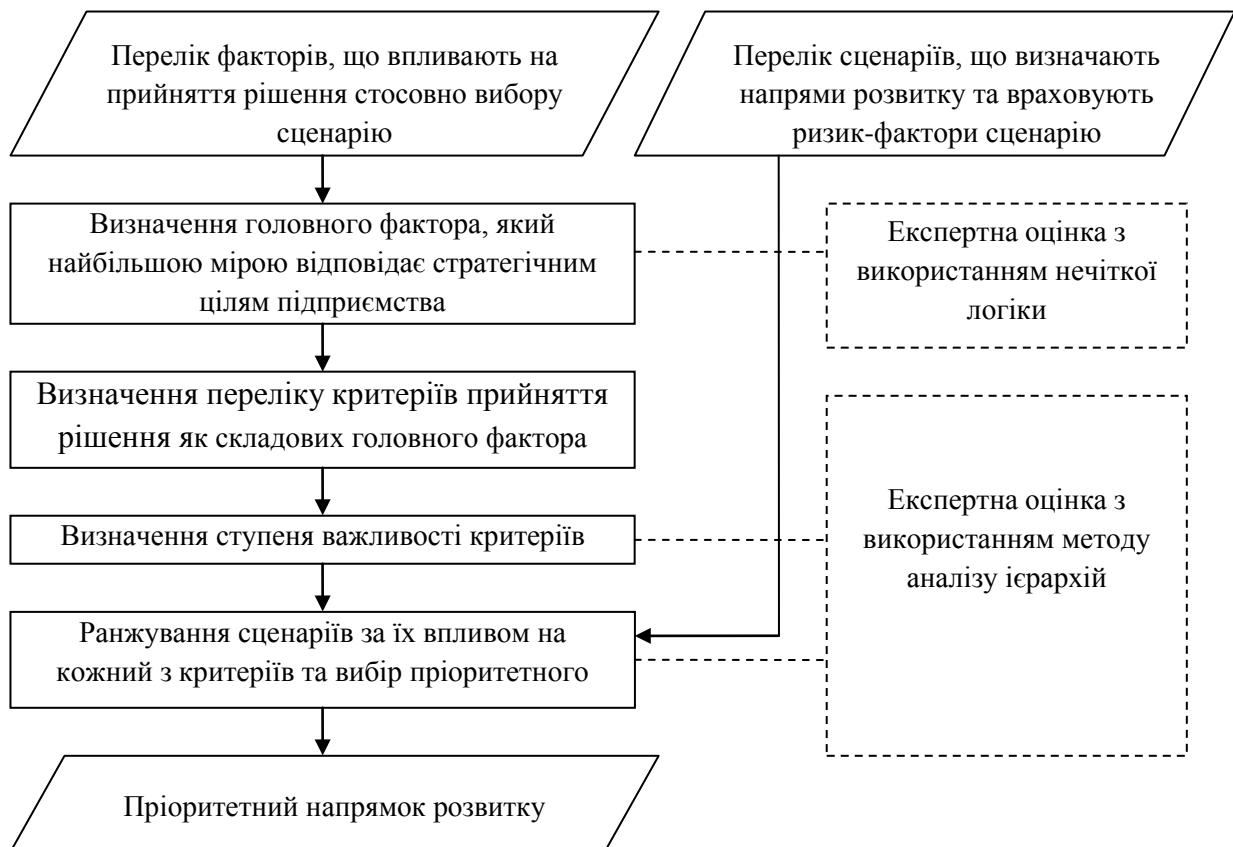 Перелік факторів, що впливають на
прийняття рішення стосовно вибору
сценарію
Перелік сценаріїв, що визначають
напрями розвитку та враховують
ризик-фактори сценарію
Визначення головного фактора, який
найбільшою мірою відповідає стратегічним
цілям підприємства
Експертна оцінка з
використанням нечіткої
логіки
Визначення переліку критеріїв прийняття
рішення як складових головного фактора
Визначення ступеня важливості критеріїв
Експертна оцінка з
використанням методу
аналізу ієрархій
Ранжування сценаріїв за їх впливом на
кожний з критеріїв та вибір пріоритетного
Пріоритетний напрямок розвитку